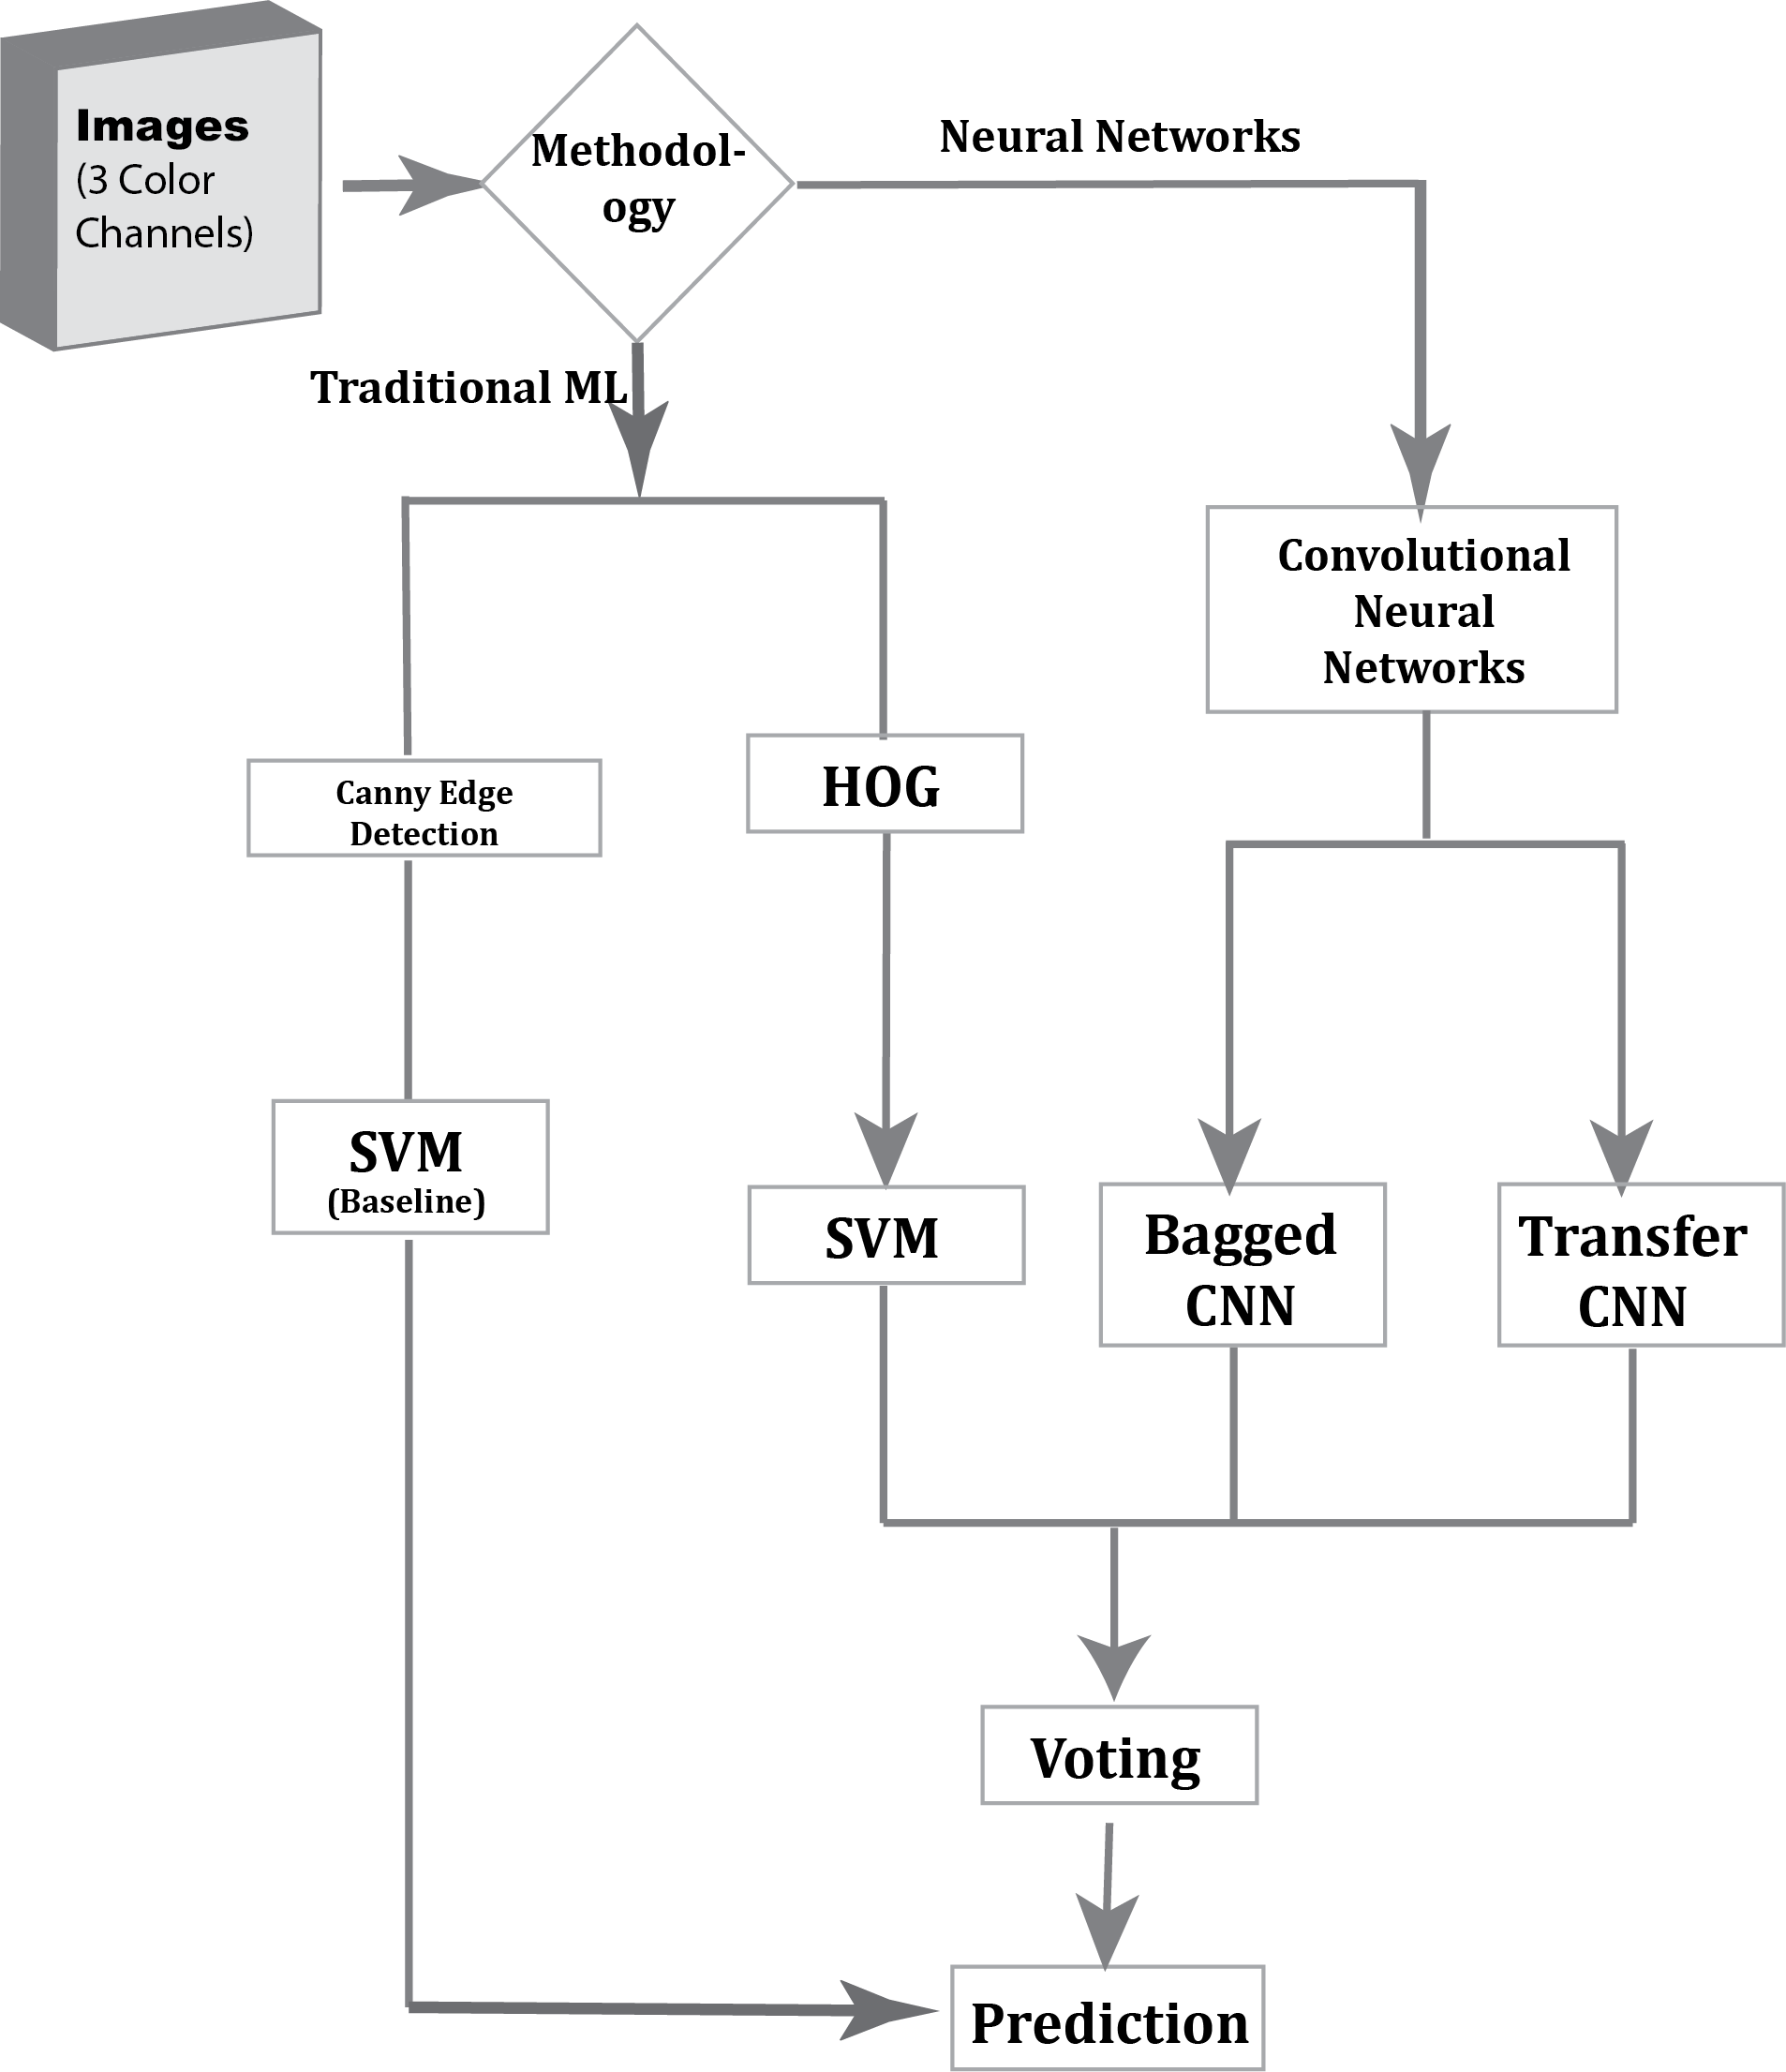 Images
(3 Color
Channels)
Methodol-
ogy
Neural Networks
Traditional ML
Convolutional
Neural
Networks
Canny Edge
Detection
HOG
SVM
(Baseline)
SVM
Bagged
CNN
Transfer
CNN
Voting
Prediction